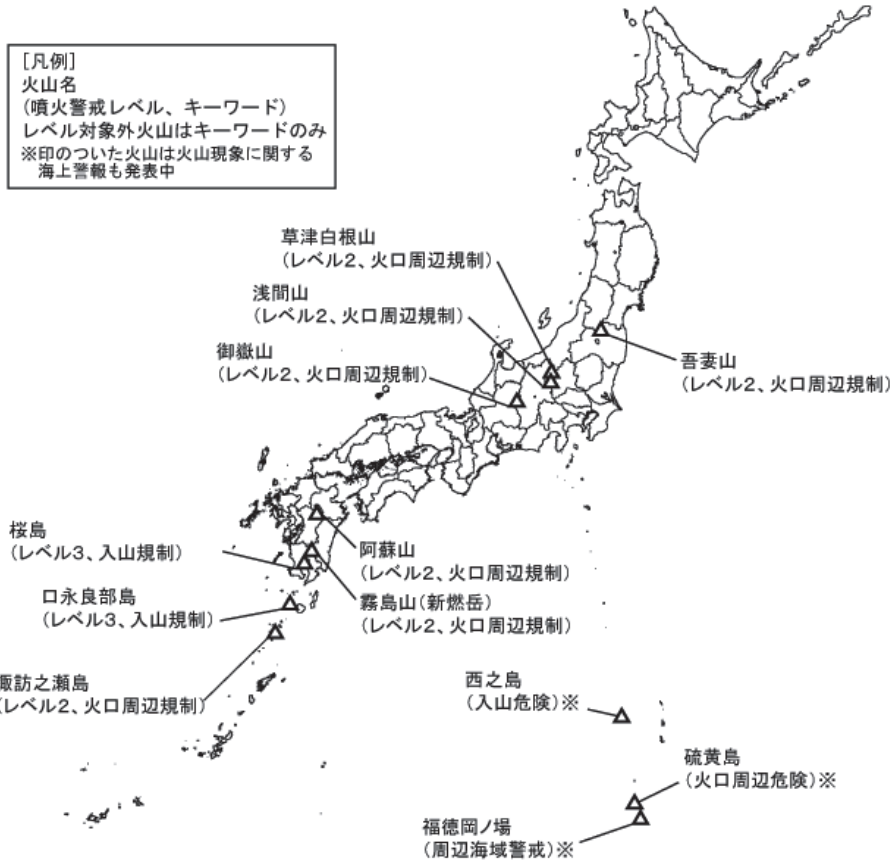 [凡例]
火山名
(噴火警戒レベル、キーワード)
レベル対象外火山はキーワードのみ
※印のついた火山は火山現象に関する
海上警報も発表中
草津白根山
(レベル2、火口周辺規制)
浅間山
(レベル2、火口周辺規制)
御嶽山
(レベル2、火口周辺規制)
吾妻山
(レベル2、火口周辺規制)
桜島
(レベル3、入山規制)
阿蘇山
(レベル2、火口周辺規制)
口永良部島
(レベル3、入山規制)
霧島山(新燃岳)
(レベル2、火口周辺規制)
諏訪之瀬島
(レベル2、火口周辺規制)
西之島
(入山危険)※
硫黄島
(火口周辺危険)※
福徳岡ノ場
(周辺海域警戒)※